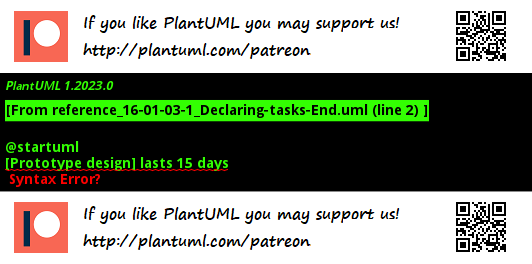 If you like PlantUML you may support us!
http://plantuml.com/patreon
PlantUML 1.2023.0
[From reference_16-01-03-1_Declaring-tasks-End.uml (line 2) ]
@startuml
[Prototype design] lasts 15 days
Syntax Error?
If you like PlantUML you may support us!
http://plantuml.com/patreon